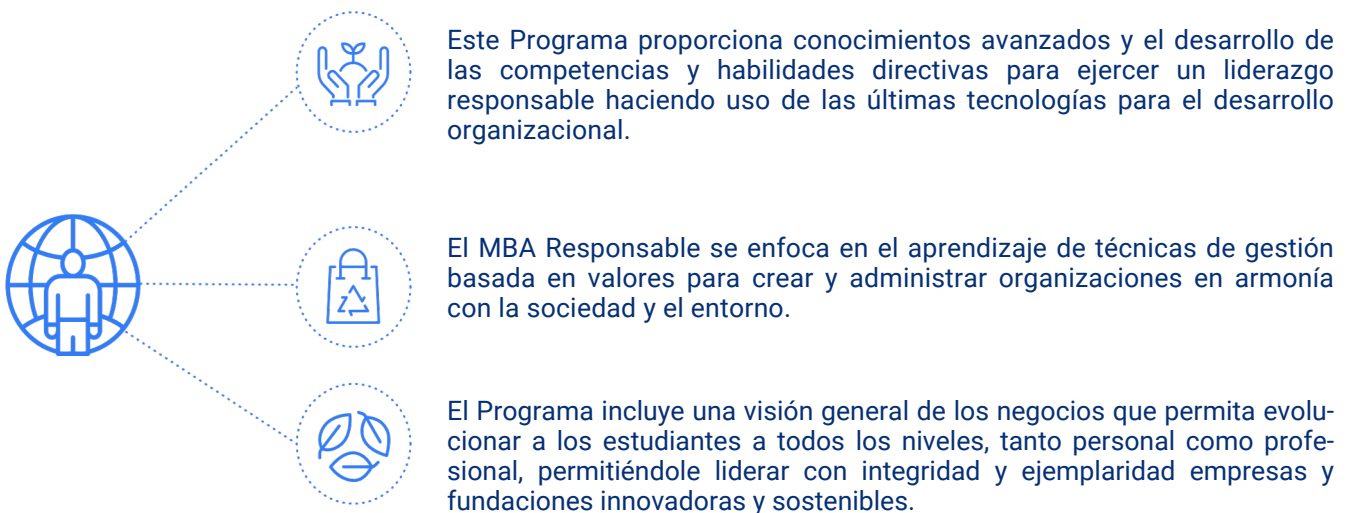 Este Programa proporciona conocimientos avanzados y el desarrollo de
las competencias y habilidades directivas para ejercer un liderazgo
responsable haciendo uso de las últimas tecnologías para el desarrollo
organizacional.
El MBA Responsable se enfoca en el aprendizaje de técnicas de gestión
basada en valores para crear y administrar organizaciones en armonía
con la sociedad y el entorno.
El Programa incluye una visión general de los negocios que permita evolu-
cionar a los estudiantes a todos los niveles, tanto personal como profe-
sional, permitiéndole liderar con integridad y ejemplaridad empresas y
fundaciones innovadoras y sostenibles.